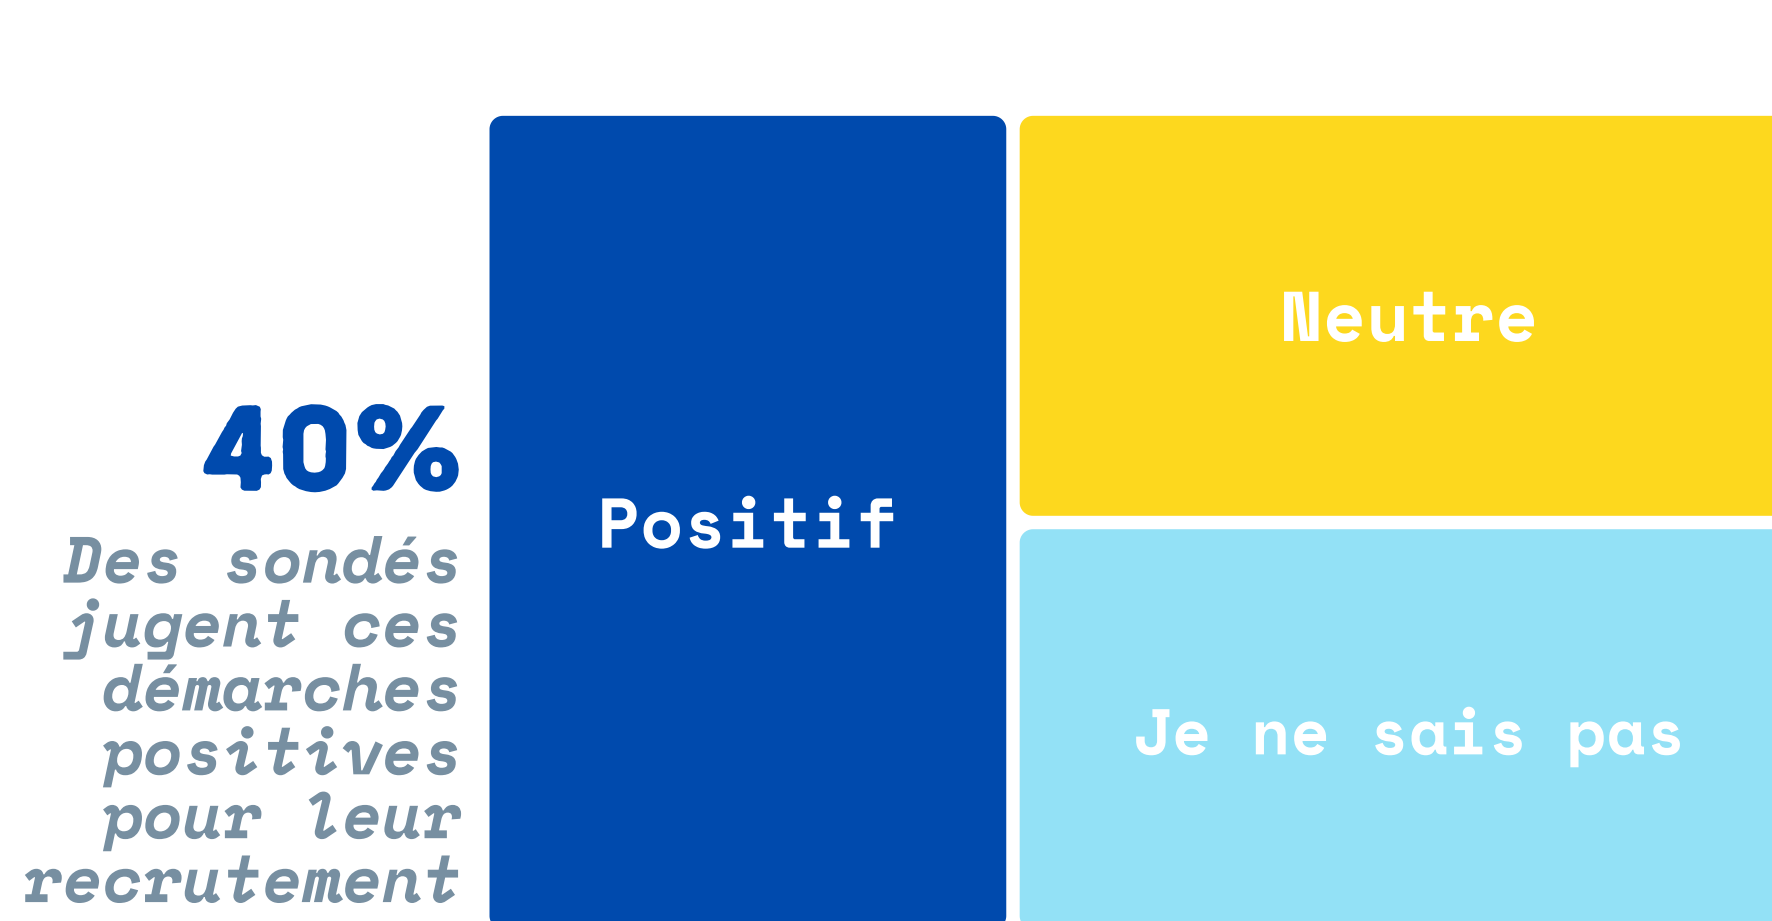 40%
Des sondés
jugent ces
démarches
positives
pour leur
recrutement
Positif
Neutre
Je ne sais pas